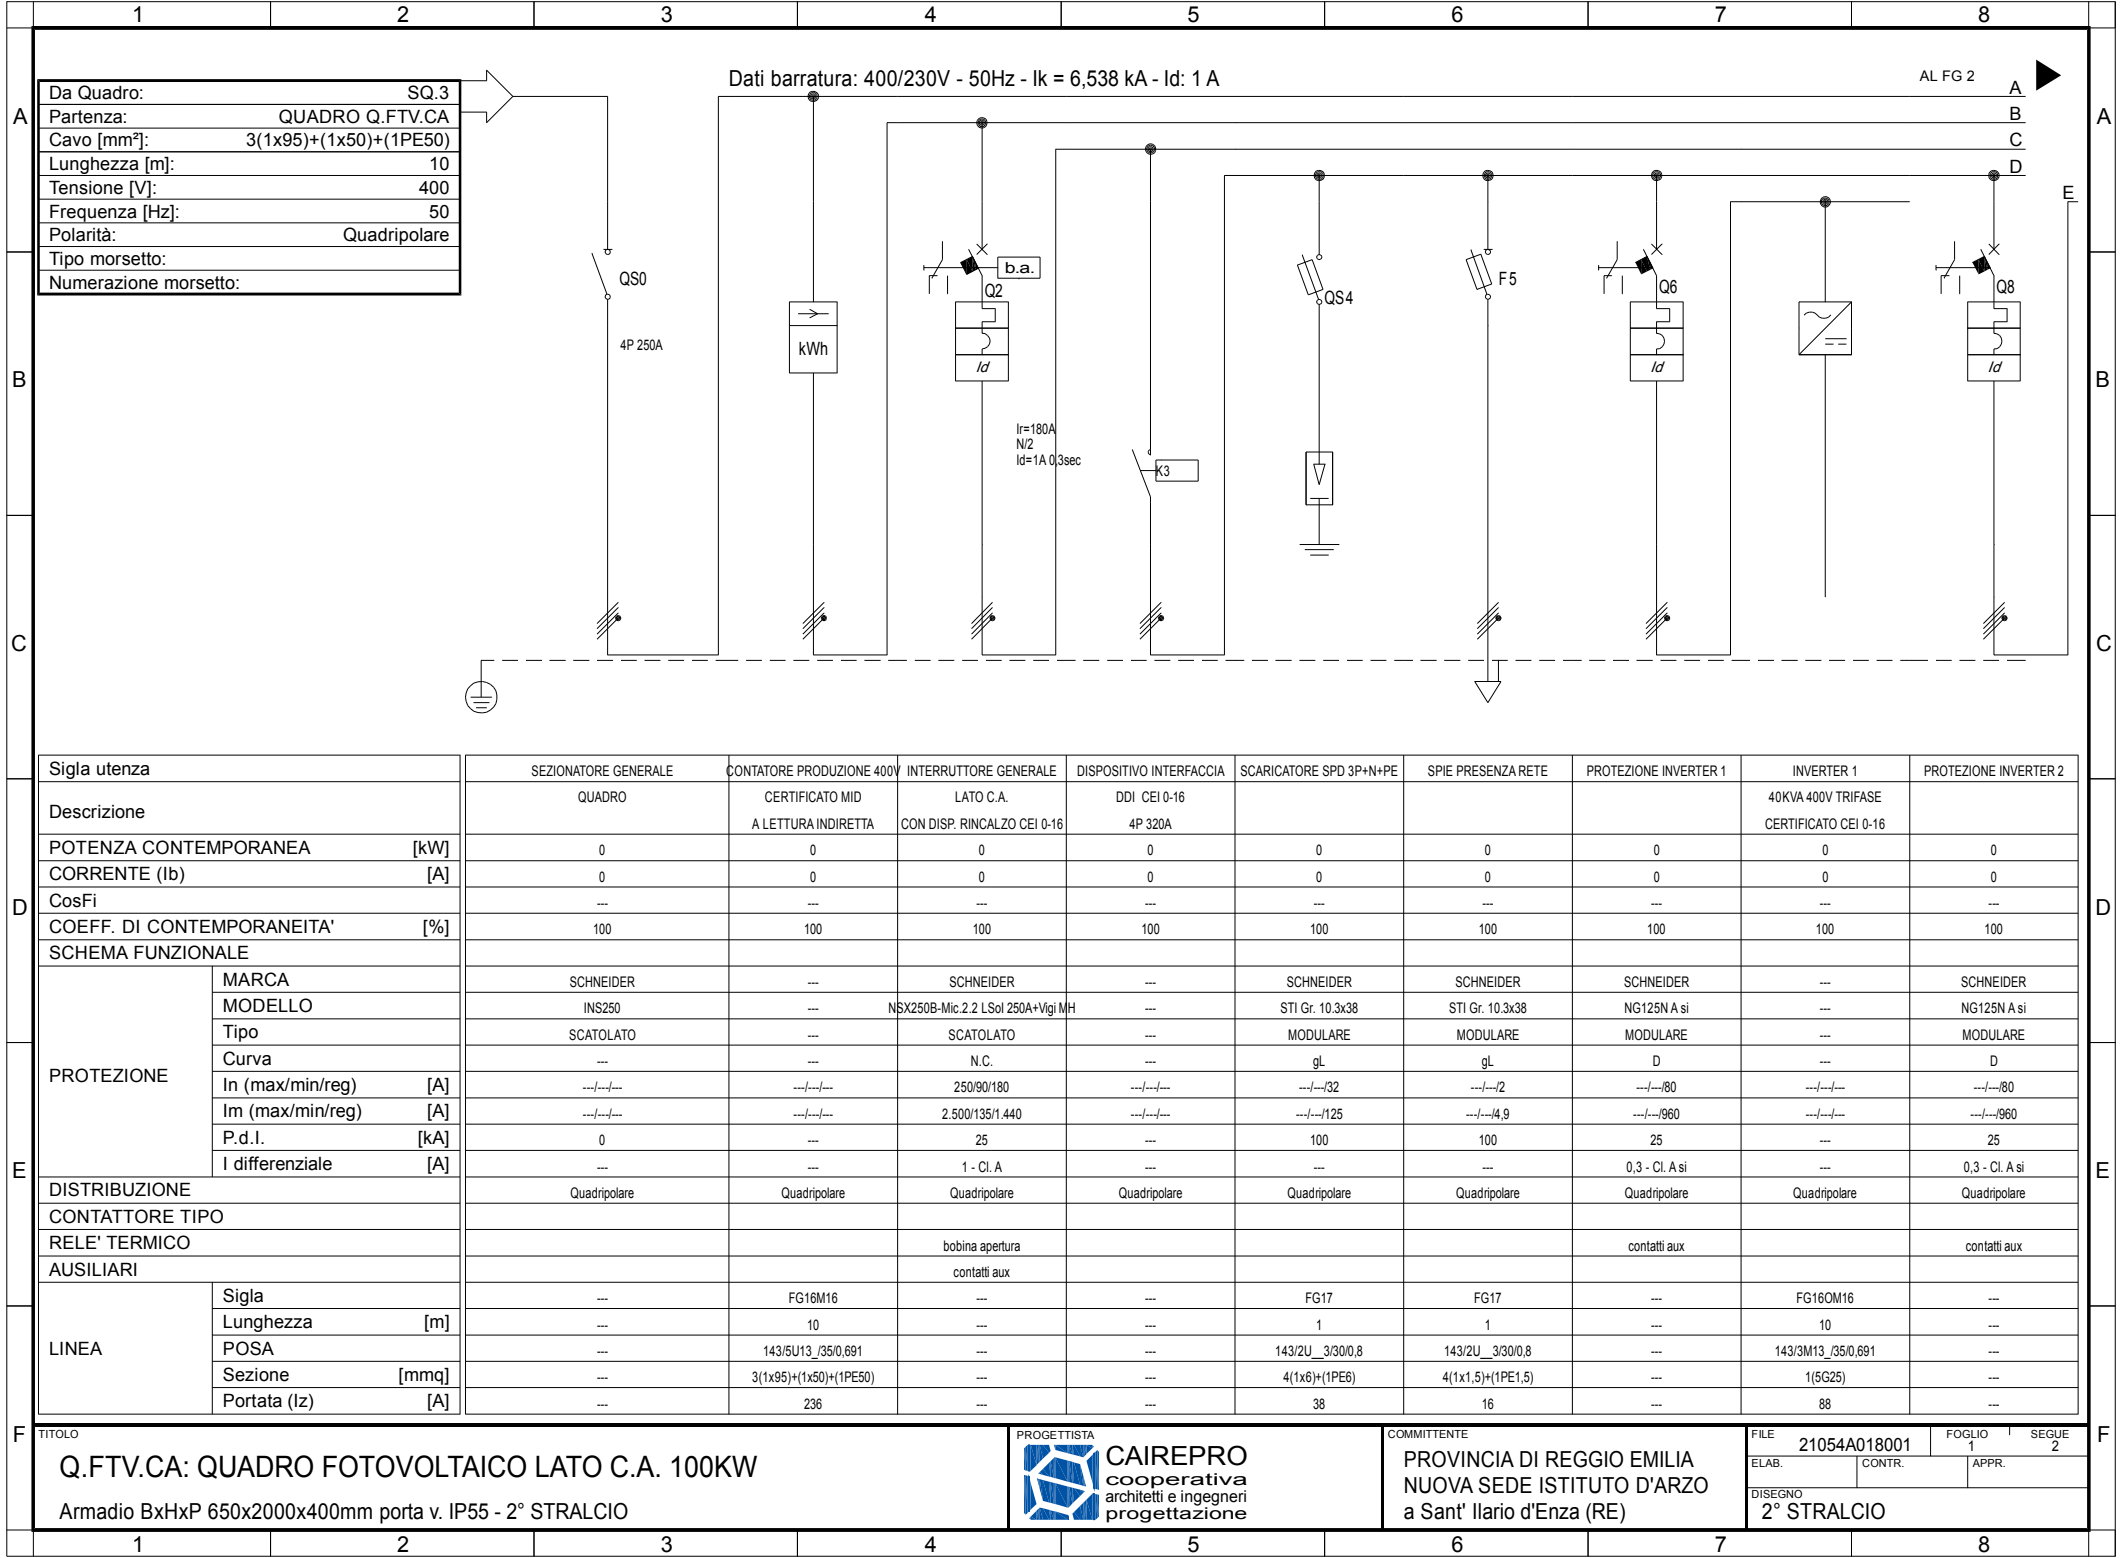 1 2 3 4 5 6 7 8
Dati barratura: 400/230V - 50Hz - Ik = 6,538 kA - Id: 1 A
AL FG 2
A
B
C
D
E
Da Quadro: SQ.3
Partenza: QUADRO Q.FTV.CA
Cavo [mm²]: 3(1x95)+(1x50)+(1PE50)
Lunghezza [m]: 10
Tensione [V]: 400
Frequenza [Hz]: 50
Polarità: Quadripolare
Tipo morsetto:
Numerazione morsetto:
A A
B B
C C
D D
E E
F F
QS0
4P 250A
kWh
b.a.
Q2
Id
Ir=180A
N/2
Id=1A 0,3sec
K3
QS4
F5
Q6
Id
Q8
Id
Sigla utenza SEZIONATORE GENERALE CONTATORE PRODUZIONE 400V INTERRUTTORE GENERALE DISPOSITIVO INTERFACCIA SCARICATORE SPD 3P+N+PE SPIE PRESENZA RETE PROTEZIONE INVERTER 1 INVERTER 1 PROTEZIONE INVERTER 2
Descrizione
QUADRO CERTIFICATO MID LATO C.A. DDI CEI 0-16 40KVA 400V TRIFASE
A LETTURA INDIRETTA CON DISP. RINCALZO CEI 0-16 4P 320A CERTIFICATO CEI 0-16
POTENZA CONTEMPORANEA [kW] 0 0 0 0 0 0 0 0 0
CORRENTE (Ib) [A] 0 0 0 0 0 0 0 0 0
CosFi --- --- --- --- --- --- --- --- ---
COEFF. DI CONTEMPORANEITA' [%] 100 100 100 100 100 100 100 100 100
SCHEMA FUNZIONALE
PROTEZIONE
MARCA SCHNEIDER --- SCHNEIDER --- SCHNEIDER SCHNEIDER SCHNEIDER --- SCHNEIDER
MODELLO INS250 --- NSX250B-Mic.2.2 LSoI 250A+Vigi MH --- STI Gr. 10.3x38 STI Gr. 10.3x38 NG125N A si --- NG125N A si
Tipo SCATOLATO --- SCATOLATO --- MODULARE MODULARE MODULARE --- MODULARE
Curva --- --- N.C. --- gL gL D --- D
In (max/min/reg) [A] ---/---/--- ---/---/--- 250/90/180 ---/---/--- ---/---/32 ---/---/2 ---/---/80 ---/---/--- ---/---/80
Im (max/min/reg) [A] ---/---/--- ---/---/--- 2.500/135/1.440 ---/---/--- ---/---/125 ---/---/4,9 ---/---/960 ---/---/--- ---/---/960
P.d.I. [kA] 0 --- 25 --- 100 100 25 --- 25
I differenziale [A] --- --- 1 - Cl. A --- --- --- 0,3 - Cl. A si --- 0,3 - Cl. A si
DISTRIBUZIONE Quadripolare Quadripolare Quadripolare Quadripolare Quadripolare Quadripolare Quadripolare Quadripolare Quadripolare
CONTATTORE TIPO
RELE' TERMICO bobina apertura contatti aux contatti aux
AUSILIARI contatti aux
LINEA
Sigla --- FG16M16 --- --- FG17 FG17 --- FG16OM16 ---
Lunghezza [m] --- 10 --- --- 1 1 --- 10 ---
POSA --- 143/5U13_/35/0,691 --- --- 143/2U__3/30/0,8 143/2U__3/30/0,8 --- 143/3M13_/35/0,691 ---
Sezione [mmq] --- 3(1x95)+(1x50)+(1PE50) --- --- 4(1x6)+(1PE6) 4(1x1,5)+(1PE1,5) --- 1(5G25) ---
Portata (Iz) [A] --- 236 --- --- 38 16 --- 88 ---
TITOLO
Q.FTV.CA: QUADRO FOTOVOLTAICO LATO C.A. 100KW
Armadio BxHxP 650x2000x400mm porta v. IP55 - 2° STRALCIO
PROGETTISTA
CAIREPRO
cooperativa
architetti e ingegneri
progettazione
COMMITTENTE
PROVINCIA DI REGGIO EMILIA
NUOVA SEDE ISTITUTO D'ARZO
a Sant' Ilario d'Enza (RE)
FILE 21054A018001
FOGLIO 1
SEGUE 2
ELAB. CONTR. APPR.
DISEGNO
2° STRALCIO
1 2 3 4 5 6 7 8